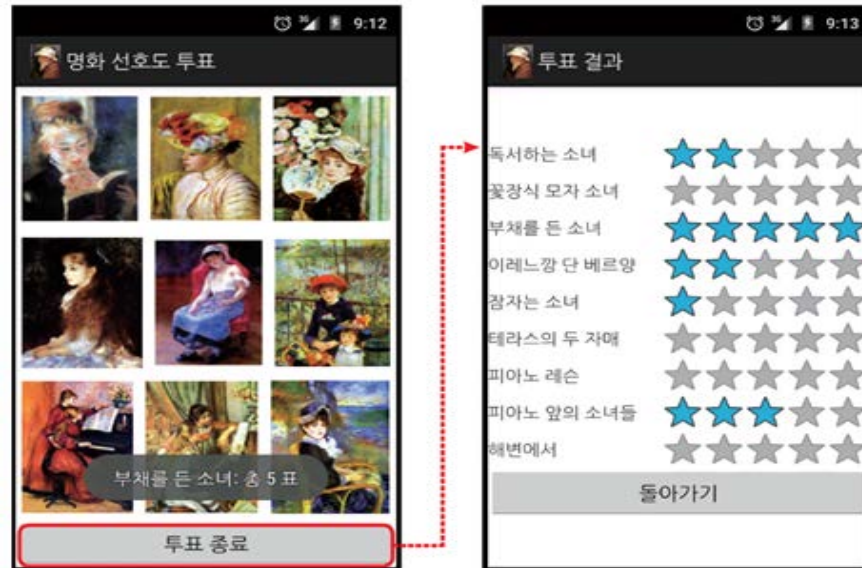 9:12
명화 선호도 투표
부채를 든 소녀: 총 5 표
투표 종료
9:13
투표 결과
독서하는 소녀
꽃장식 모자 소녀
부채를 든 소녀
이레느깡 단 베르양
잠자는 소녀
테라스의 두 자매
피아노 레슨
피아노 앞의 소녀들
해변에서
돌아가기